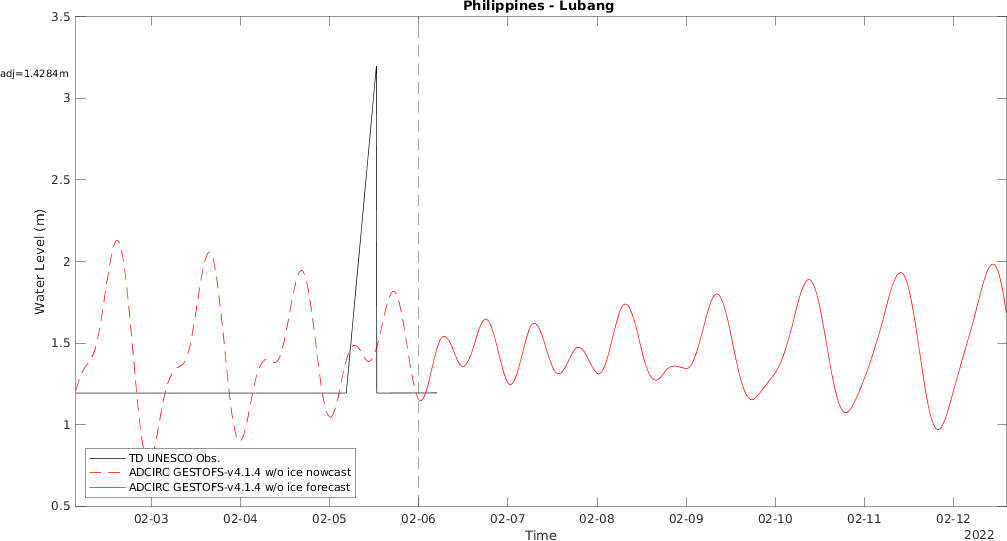 Philippines - Lubang
adj=1.4284m
3.5
3
2.5
2
1.5
1
0.5
Water Level (m)
TD UNESCO Obs.
ADCIRC GESTOFS-v4.1.4 w/o ice nowcast
ADCIRC GESTOFS-v4.1.4 w/o ice forecast
02-03 02-04 02-05 02-06 02-07 02-08 02-09 02-10 02-11 02-12
Time
2022